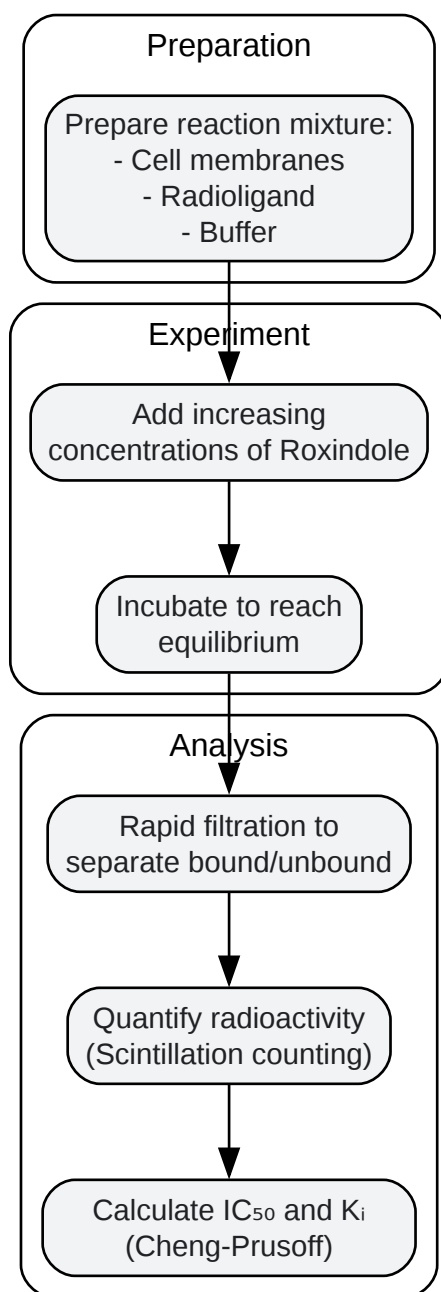 Preparation
Prepare reaction mixture:
- Cell membranes
- Radioligand
- Buffer
Experiment
Add increasing
concentrations of Roxindole
Incubate to reach
equilibrium
Analysis
Rapid filtration to
separate bound/unbound
Quantify radioactivity
(Scintillation counting)
Calculate IC₅₀ and Kᵢ
(Cheng-Prusoff)